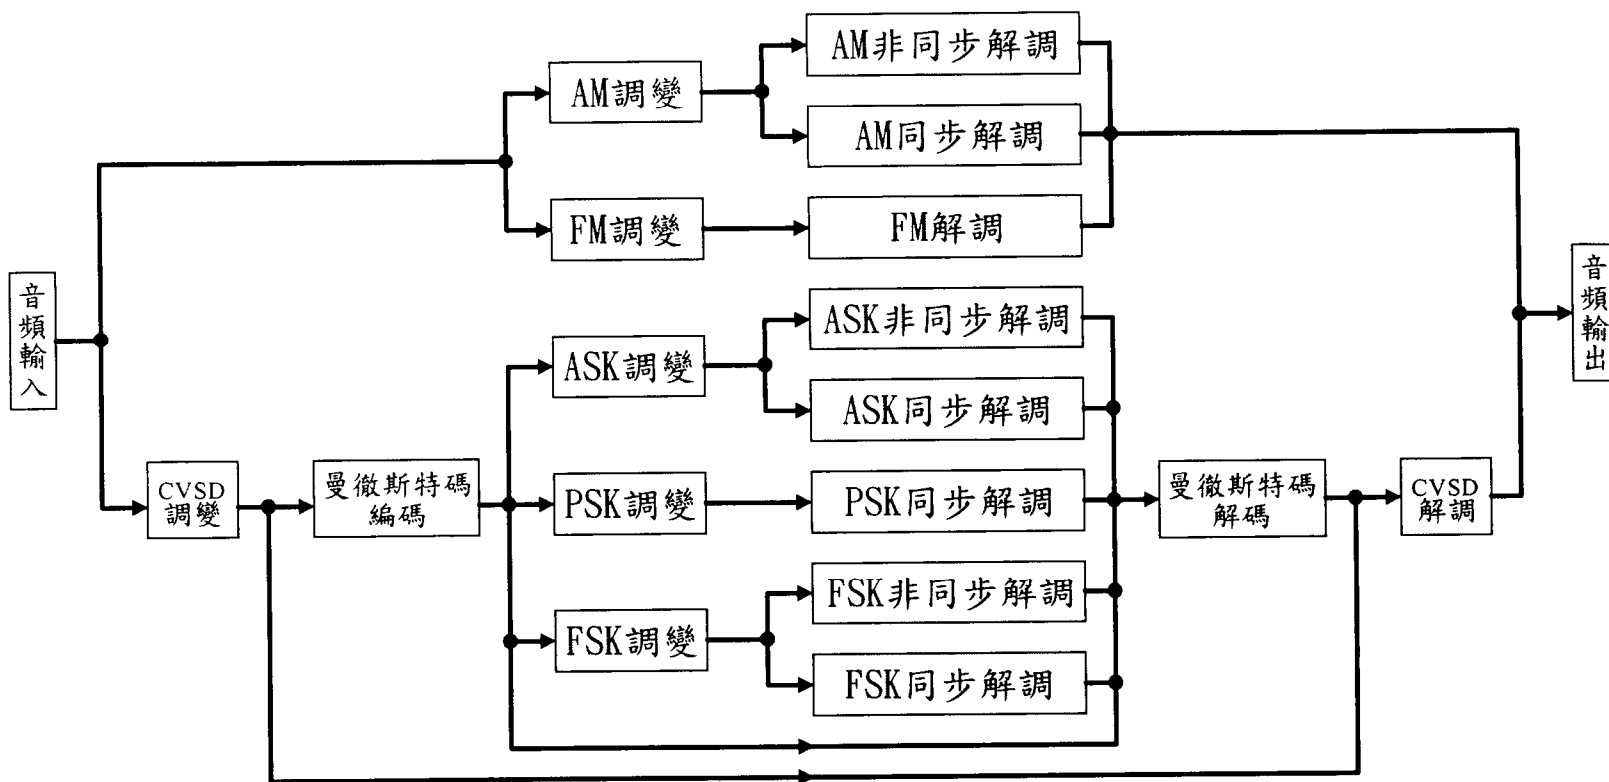 音頻輸入
AM調變
AM非同步解調
AM同步解調
FM調變
FM解調
ASK調變
ASK非同步解調
ASK同步解調
CVSD
調變
曼徹斯特碼
編碼
PSK調變
PSK同步解調
FSK調變
FSK非同步解調
FSK同步解調
曼徹斯特碼
解碼
CVSD
解調
音頻輸出